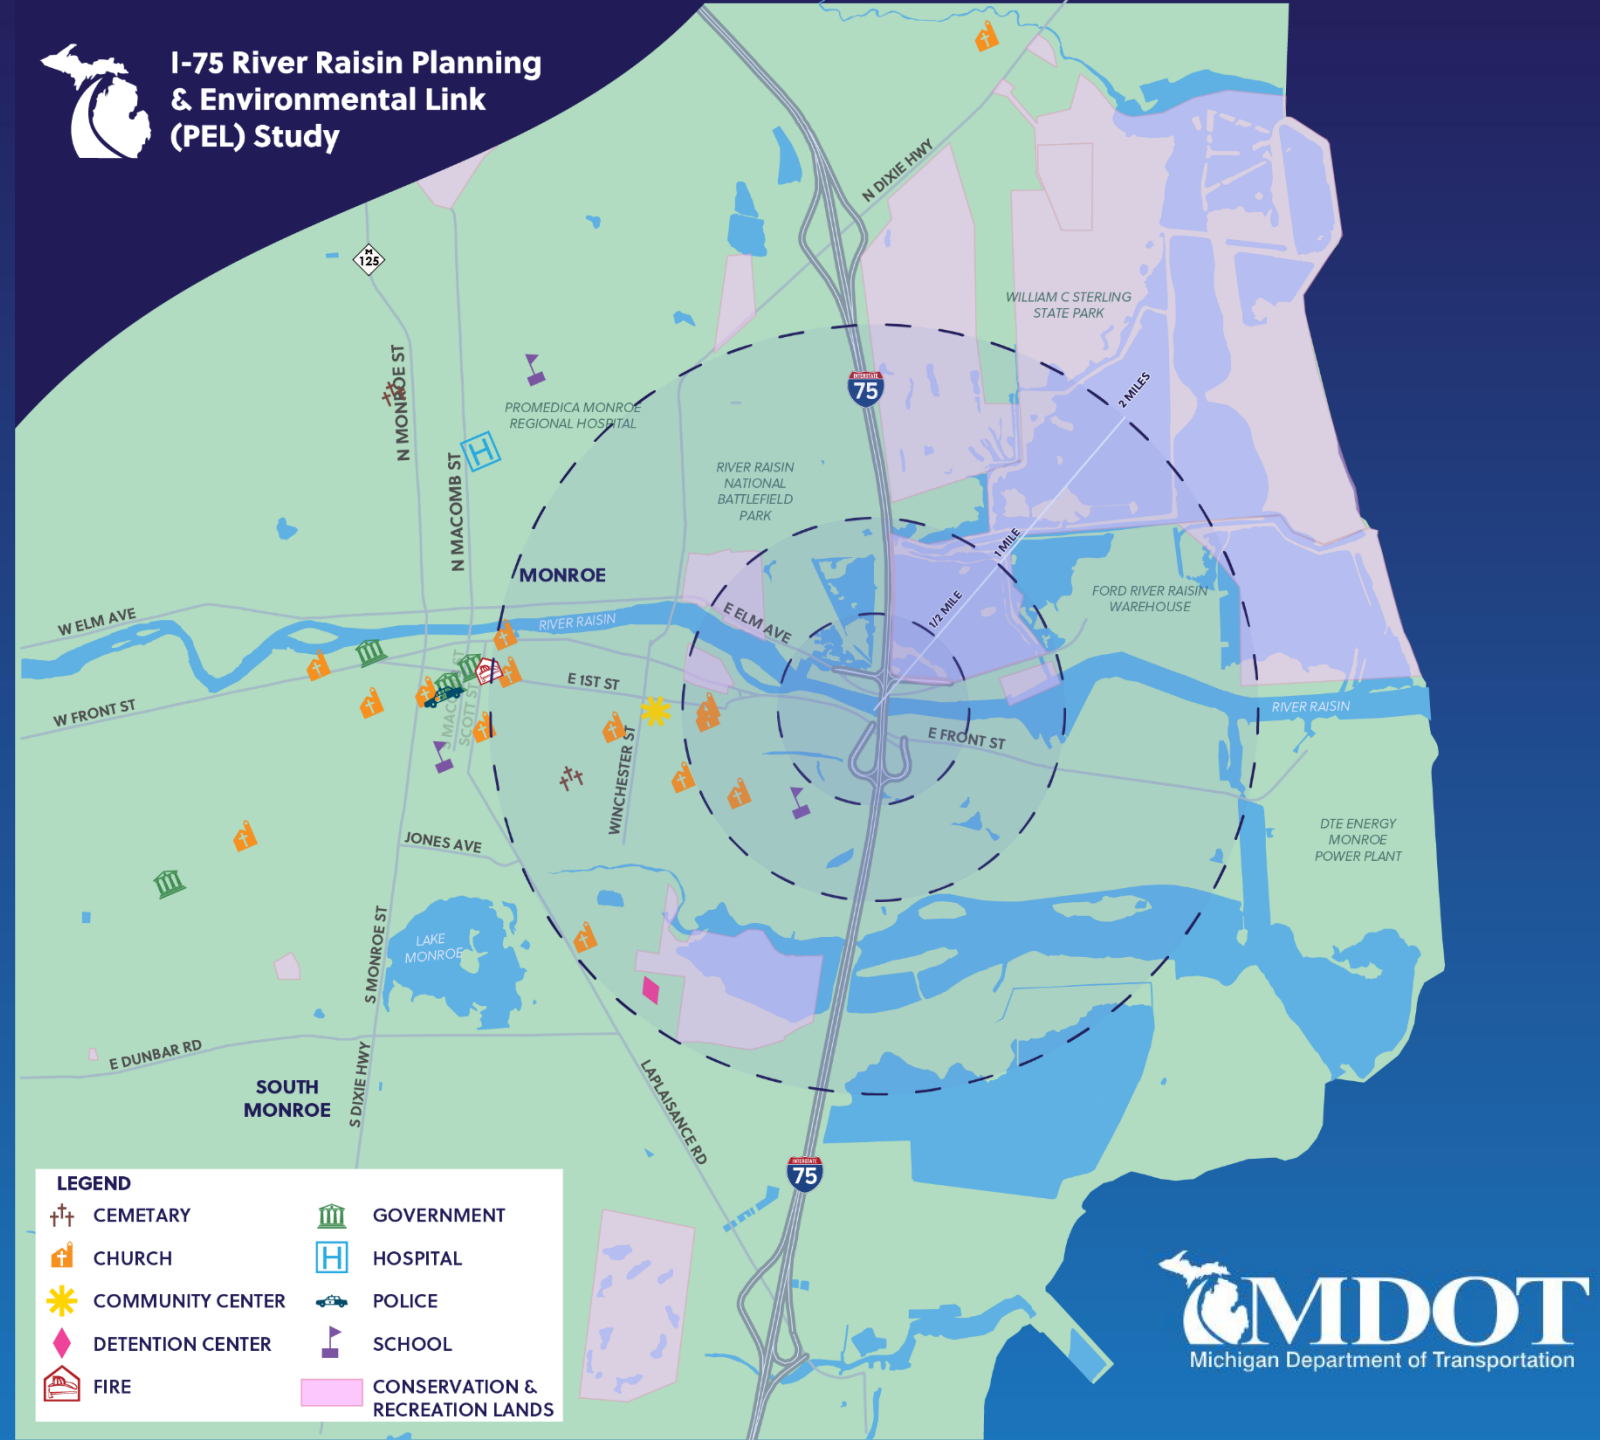 I-75 River Raisin Planning
& Environmental Link
(PEL) Study
N DIXIE HWY
M
125
WILLIAM C STERLING
STATE PARK
N MONROE ST
INTERSTATE
75
2 MILES
PROMEDICA MONROE
REGIONAL HOSPITAL
H
N MACOMB ST
RIVER RAISIN
NATIONAL
BATTLEFIELD
PARK
1 MILE
MONROE
FORD RIVER RAISIN
WAREHOUSE
1/2 MILE
W ELM AVE
RIVER RAISIN
E ELM AVE
E 1ST ST
W FRONT ST
S MACOMB ST
SCOTT ST
RIVER RAISIN
E FRONT ST
WINCHESTER ST
JONES AVE
DTE ENERGY
MONROE
POWER PLANT
LAKE
MONROE
S MONROE ST
E DUNBAR RD
SOUTH
MONROE
S DIXIE HWY
LAPLAISANCE RD
INTERSTATE
75
LEGEND
CEMETARY
CHURCH
COMMUNITY CENTER
DETENTION CENTER
FIRE
GOVERNMENT
H HOSPITAL
POLICE
SCHOOL
CONSERVATION &
RECREATION LANDS
MDOT
Michigan Department of Transportation